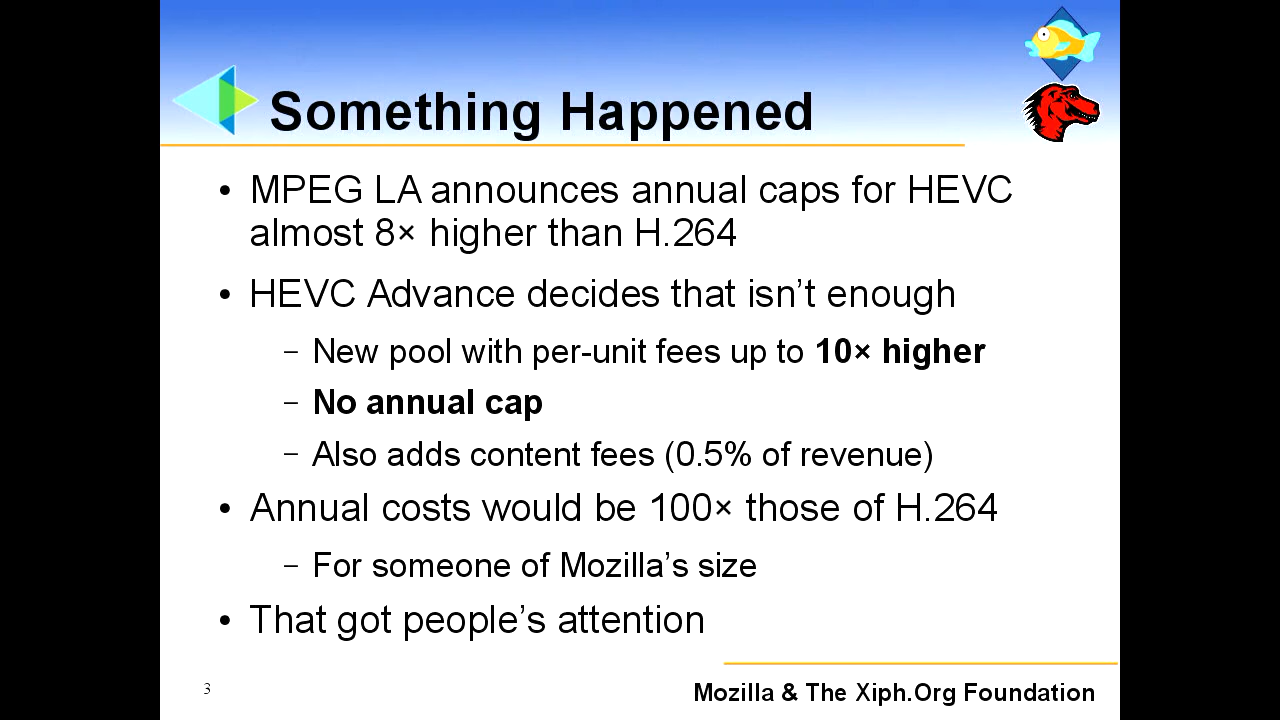 Something Happened
• MPEG LA announces annual caps for HEVC
almost 8× higher than H.264
• HEVC Advance decides that isn’t enough
– New pool with per-unit fees up to 10× higher
– No annual cap
– Also adds content fees (0.5% of revenue)
• Annual costs would be 100× those of H.264
– For someone of Mozilla’s size
• That got people’s attention
3
Mozilla & The Xiph.Org Foundation